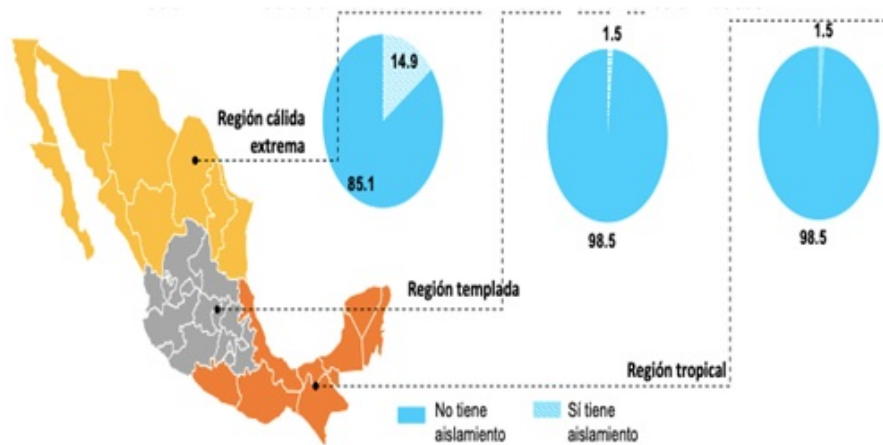 1.5
1.5
14.9
Región cálida
extrema
85.1
98.5
98.5
Región templada
Región tropical
No tiene
aislamiento
Sí tiene
aislamiento